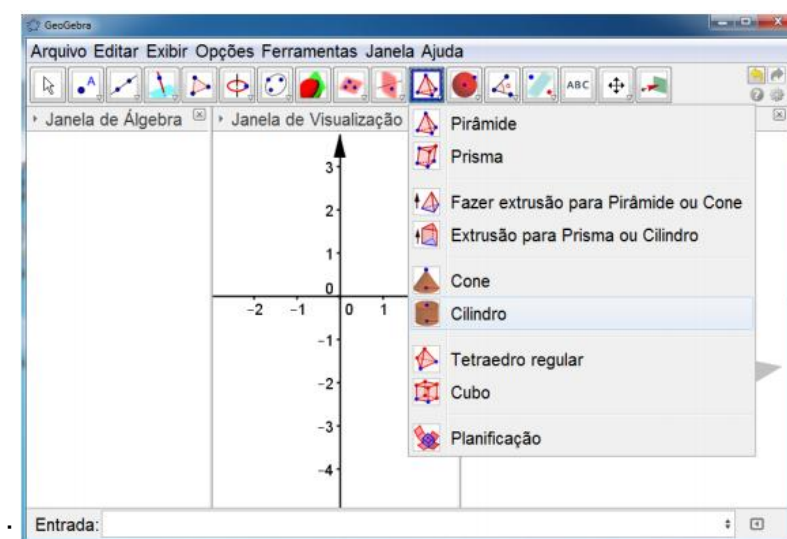 GeoGebra
Arquivo Editar Exibir Opções Ferramentas Janela Ajuda
A
ABC
Janela de Álgebra
Janela de Visualização
Pirâmide
Prisma
Fazer extrusão para Pirâmide ou Cone
Extrusão para Prisma ou Cilindro
Cone
Cilindro
Tetraedro regular
Cubo
Planificação
3
2
1
0
-2 -1 0 1
-1
-2
-3
-4
Entrada: